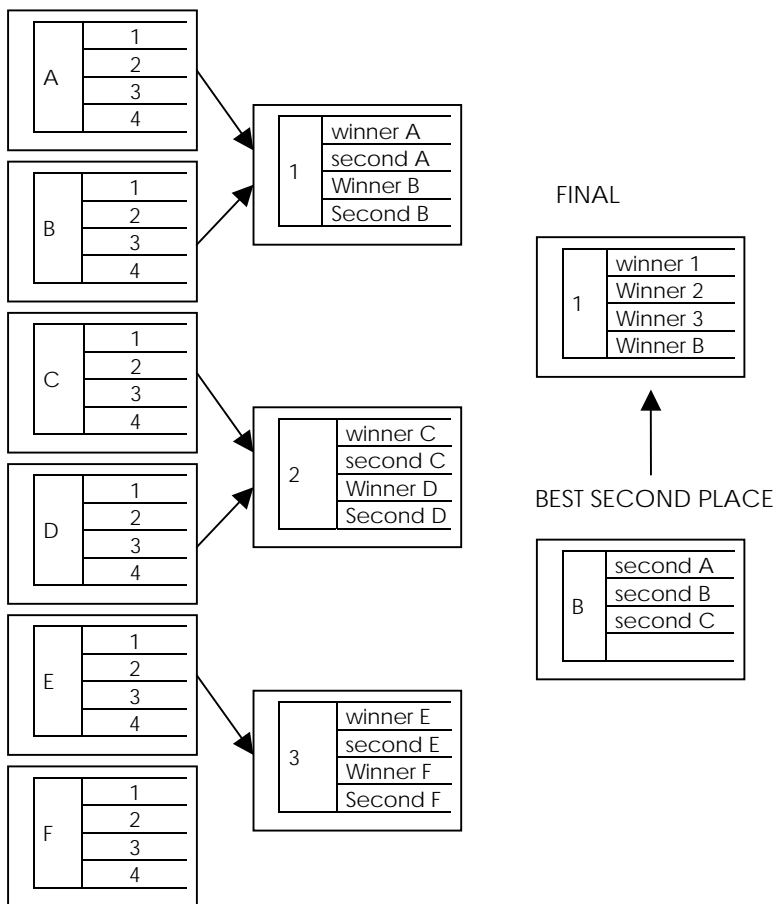 A
1
2
3
4
B
1
2
3
4
C
1
2
3
4
D
1
2
3
4
E
1
2
3
4
F
1
2
3
4
1
winner A
second A
Winner B
Second B
2
winner C
second C
Winner D
Second D
3
winner E
second E
Winner F
Second F
FINAL
1
winner 1
Winner 2
Winner 3
Winner B
BEST SECOND PLACE
B
second A
second B
second C